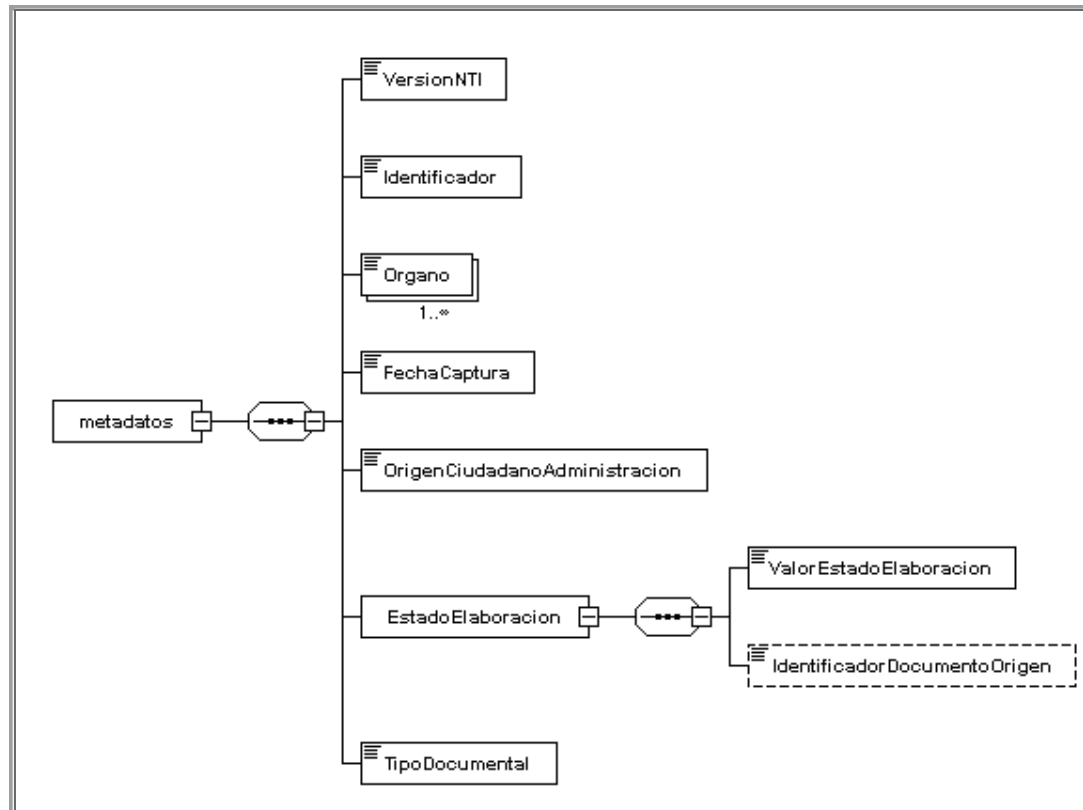 VersionNTI
Identificador
Organo
1..∞
FechaCaptura
metadatos
OrigenCiudadanoAdministracion
ValorEstadoElaboracion
EstadoElaboracion
IdentificadorDocumentoOrigen
TipoDocumental